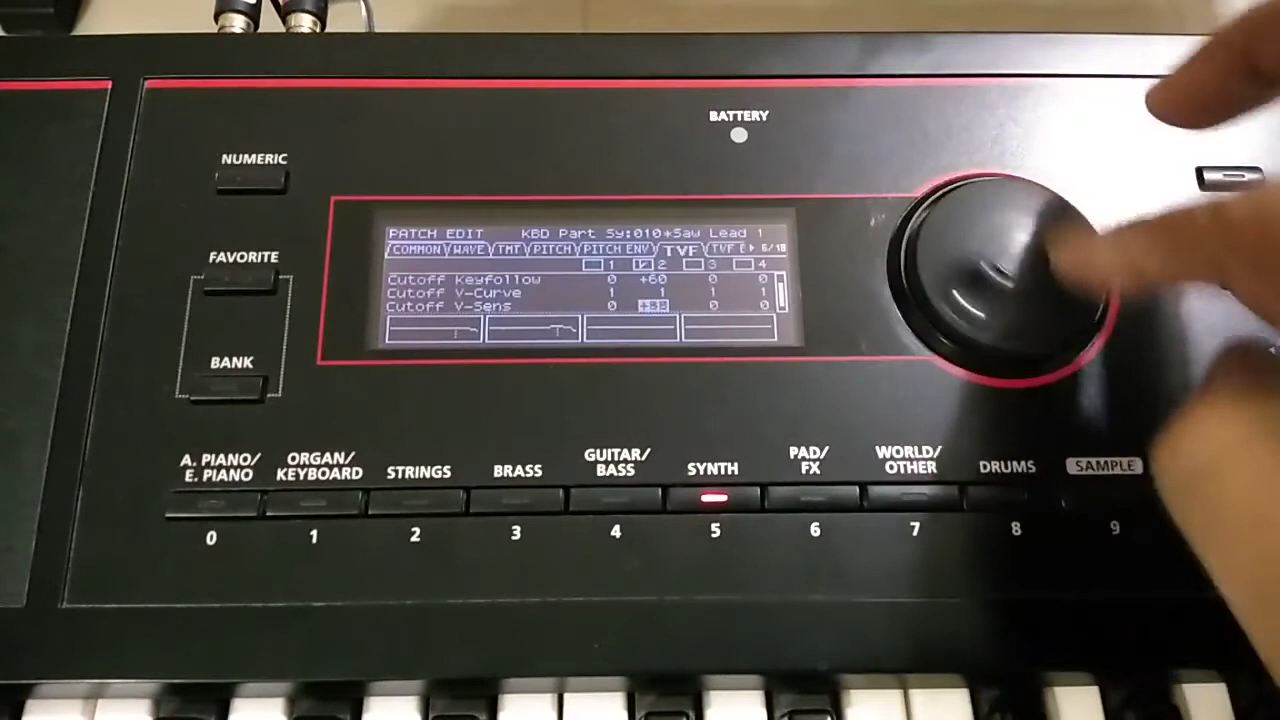 BATTERY
NUMERIC
FAVORITE
BANK
PATCH EDIT KBD Part Sy:010*Saw Lead 1
COMMON WAVE TMT PITCH PITCH ENV TVF TVF E 6/18
1 2 3 4
Cutoff Keyfollow 0 +60 0 0
Cutoff V-Curve 1 1 1 1
Cutoff V-Sens 0 0 0
A. PIANO/ E. PIANO
ORGAN/ KEYBOARD
STRINGS
BRASS
GUITAR/ BASS
SYNTH
PAD/ FX
WORLD/ OTHER
DRUMS
SAMPLE
0 1 2 3 4 5 6 7 8 9